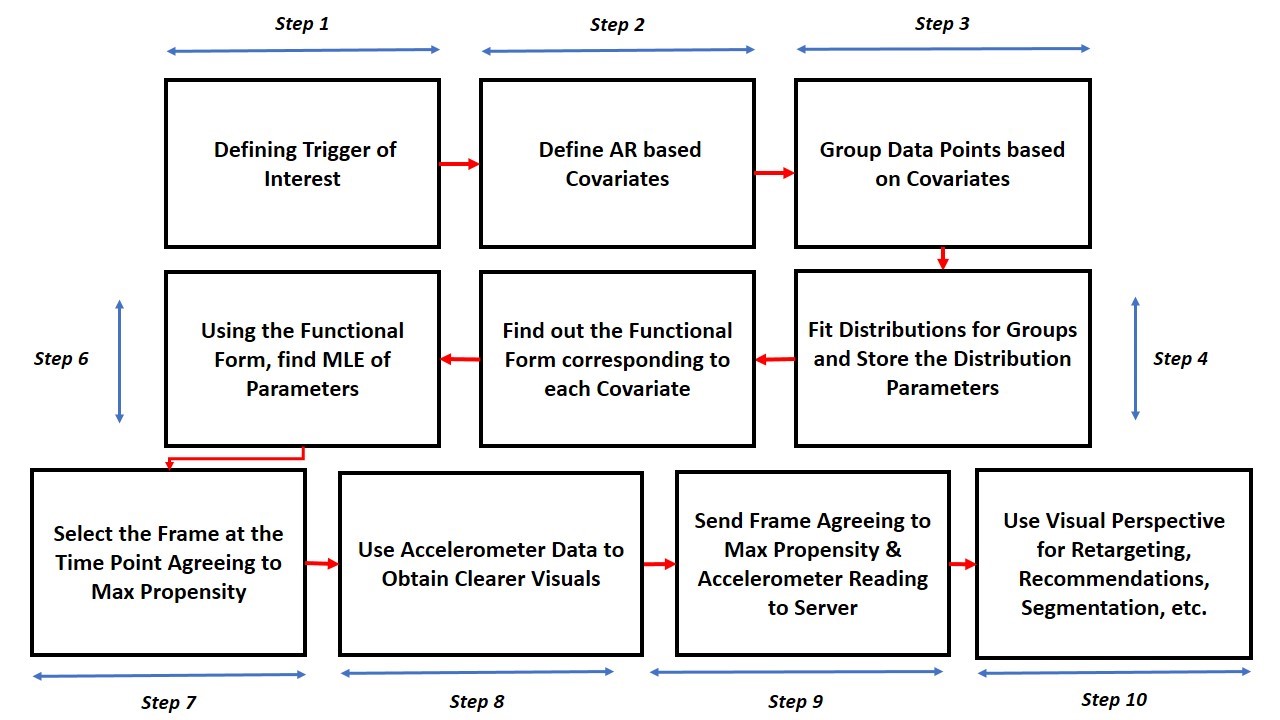 Step 1
Step 2
Step 3
Defining Trigger of
Interest
Define AR based
Covariates
Group Data Points based
on Covariates
Step 6
Using the Functional
Form, find MLE of
Parameters
Find out the Functional
Form corresponding to
each Covariate
Fit Distributions for Groups
and Store the Distribution
Parameters
Step 4
Select the Frame at the
Time Point Agreeing to
Max Propensity
Use Accelerometer Data to
Obtain Clearer Visuals
Send Frame Agreeing to
Max Propensity &
Accelerometer Reading
to Server
Use Visual Perspective
for Retargeting,
Recommendations,
Segmentation, etc.
Step 7
Step 8
Step 9
Step 10